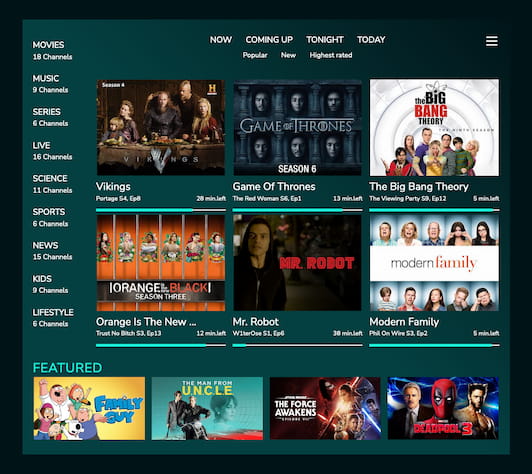 NOW COMING UP TONIGHT TODAY
Popular New Highest rated
MOVIES
18 Channels
MUSIC
9 Channels
SERIES
6 Channels
LIVE
16 Channels
SCIENCE
11 Channels
SPORTS
6 Channels
NEWS
15 Channels
KIDS
9 Channels
LIFESTYLE
6 Channels
Season 4
H
VIKINGS
Vikings
Portage S4, Ep8 28 min.left
GAME OF THRONES
SEASON 6
Game Of Thrones
The Red Woman S6, Ep1 13 min.left
the BIG
BANG
THEORY
THE NINTH SEASON
The Big Bang Theory
The Viewing Party S9, Ep12 5 min.left
ORANGE IS THE NEW BLACK
SEASON THREE
Orange Is The New ...
Trust No Bitch S3, Ep13 12 min.left
MR. ROBOT
Mr. Robot
W1terOse S1, Ep6 38 min.left
modern family
Modern Family
Phil On Wire S3, Ep2 5 min.left
FEATURED
FAMILY
GUY
THE MAN FROM
U.N.C.L.E.
STAR WARS
THE FORCE
AWAKENS
EPISODE VII
DEADPOOL 3